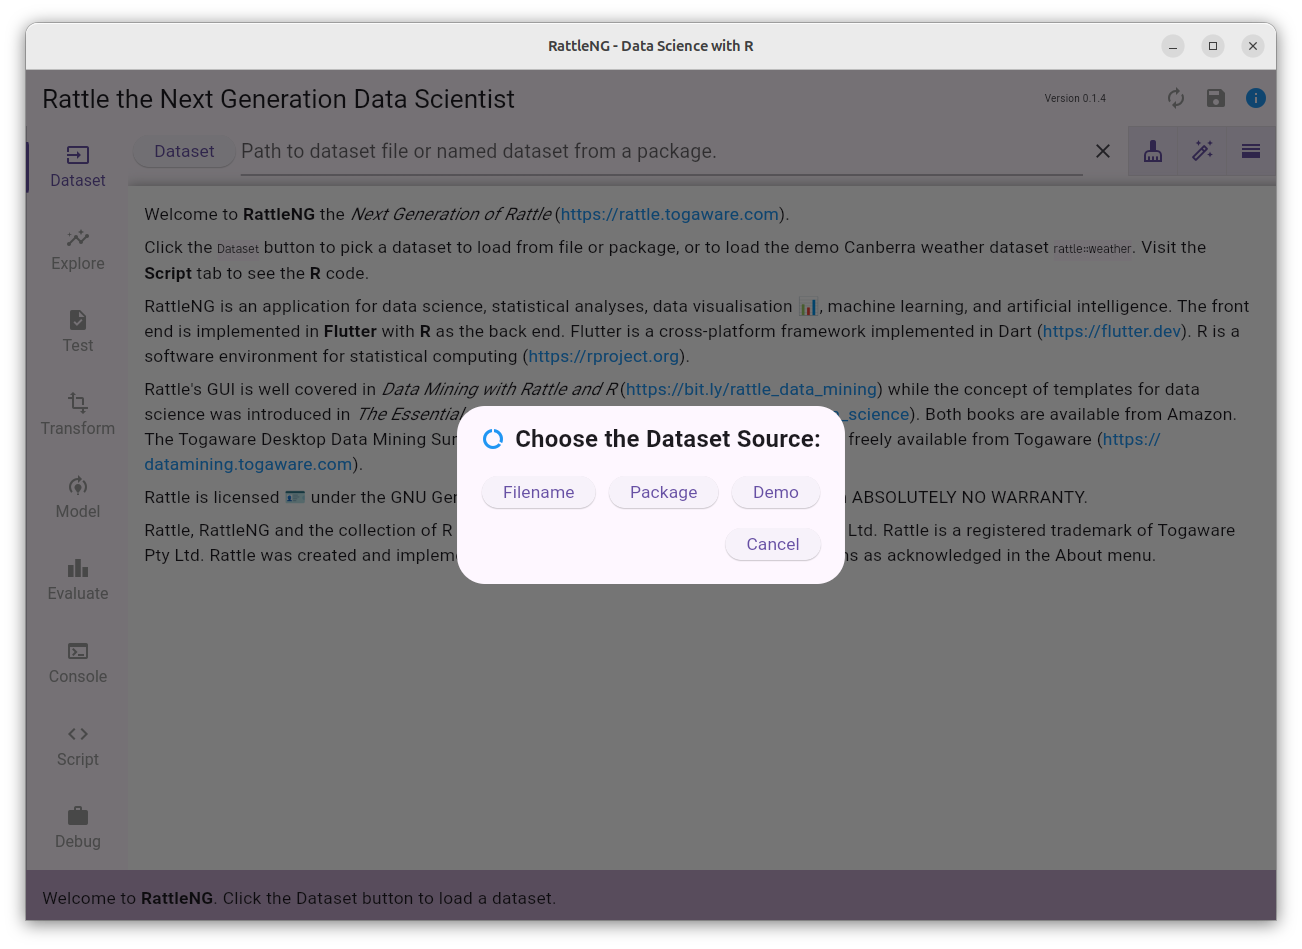 RattleNG - Data Science with R
Rattle the Next Generation Data Scientist
Version 0.1.4
Dataset
Path to dataset file or named dataset from a package.
Dataset
Explore
Test
Transform
Model
Evaluate
Console
Script
Debug
Welcome to RattleNG the Next Generation of Rattle (https://rattle.togaware.com).
Click the Dataset button to pick a dataset to load from file or package, or to load the demo Canberra weather dataset rattle::weather. Visit the
Script tab to see the R code.
RattleNG is an application for data science, statistical analyses, data visualisation 📊, machine learning, and artificial intelligence. The front
end is implemented in Flutter with R as the back end. Flutter is a cross-platform framework implemented in Dart (https://flutter.dev). R is a
software environment for statistical computing (https://rproject.org).
Rattle's GUI is well covered in Data Mining with Rattle and R (https://bit.ly/rattle_data_mining) while the concept of templates for data
science was introduced in The Essential _science). Both books are available from Amazon.
The Togaware Desktop Data Mining freely available from Togaware (https://
datamining.togaware.com).
Rattle is licensed 🪪 under the GNU ABSOLUTELY NO WARRANTY.
Rattle, RattleNG and the collection of R Ltd. Rattle is a registered trademark of Togaware
Pty Ltd. Rattle was created and as acknowledged in the About menu.
Choose the Dataset Source:
Filename
Package
Demo
Cancel
Welcome to RattleNG. Click the Dataset button to load a dataset.